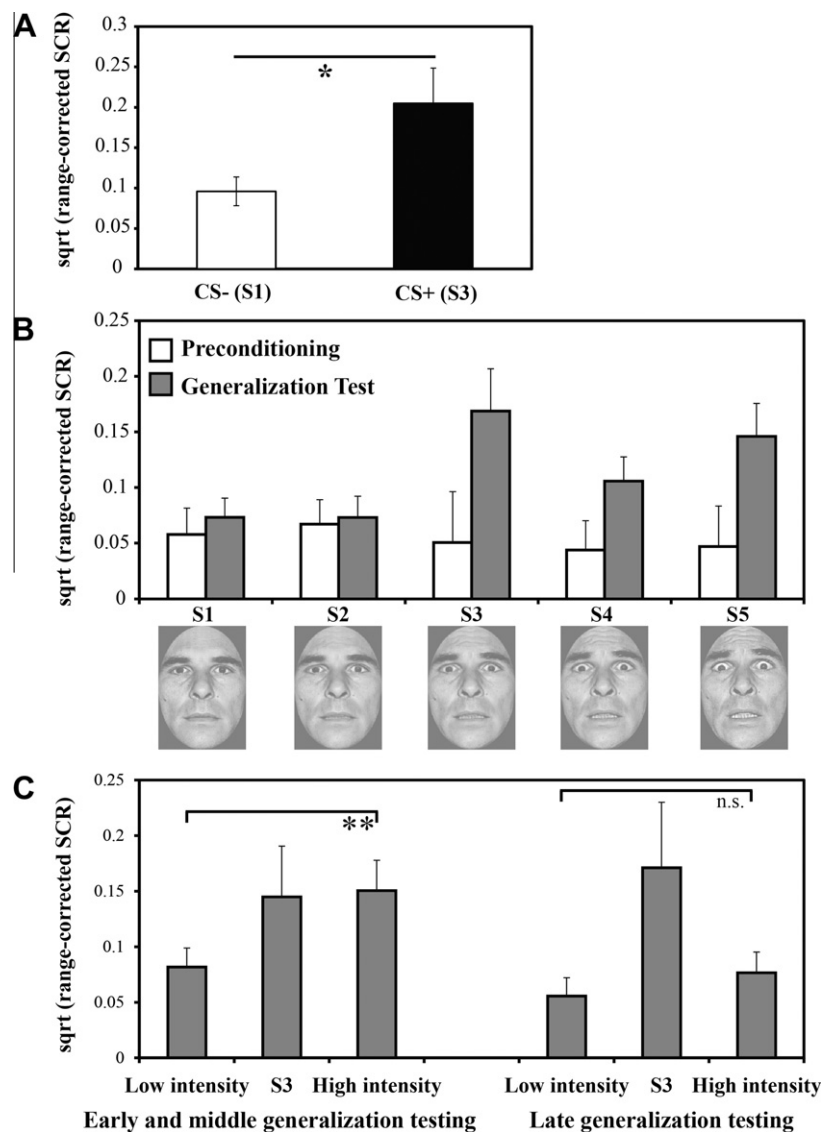 A
sqrt (range-corrected SCR)
0.3
0.25
0.2
0.15
0.1
0.05
0
*
CS- (S1) CS+ (S3)
B
sqrt (range-corrected SCR)
0.25
0.2
0.15
0.1
0.05
0
Preconditioning
Generalization Test
S1 S2 S3 S4 S5
C
sqrt (range-corrected SCR)
0.25
0.2
0.15
0.1
0.05
0
**
n.s.
Low intensity S3 High intensity Low intensity S3 High intensity
Early and middle generalization testing Late generalization testing